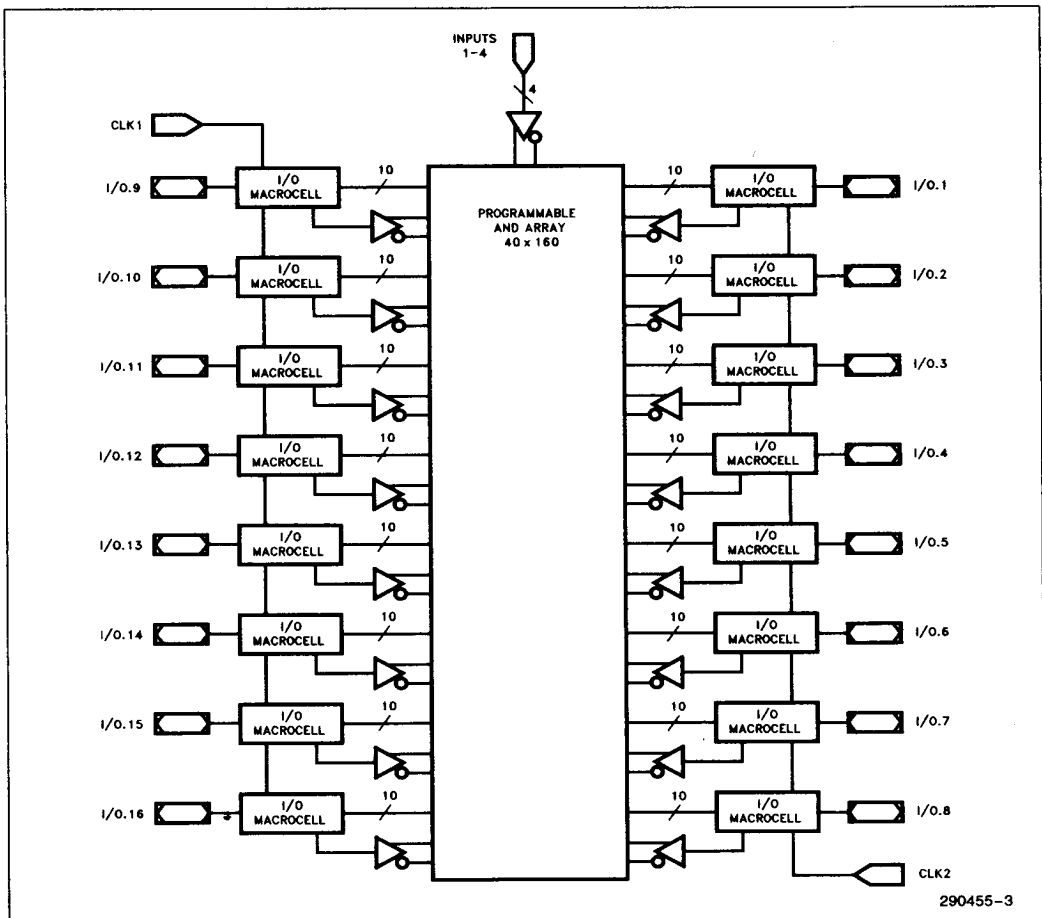 INPUTS
1-4
4
CLK1
I/O.9
I/O
MACROCELL
10
PROGRAMMABLE
AND ARRAY
40 x 160
10
I/O
MACROCELL
I/O.1
I/O.10
I/O
MACROCELL
10
10
I/O
MACROCELL
I/O.2
I/O.11
I/O
MACROCELL
10
10
I/O
MACROCELL
I/O.3
I/O.12
I/O
MACROCELL
10
10
I/O
MACROCELL
I/O.4
I/O.13
I/O
MACROCELL
10
10
I/O
MACROCELL
I/O.5
I/O.14
I/O
MACROCELL
10
10
I/O
MACROCELL
I/O.6
I/O.15
I/O
MACROCELL
10
10
I/O
MACROCELL
I/O.7
I/O.16
I/O
MACROCELL
10
10
I/O
MACROCELL
I/O.8
CLK2
290455-3